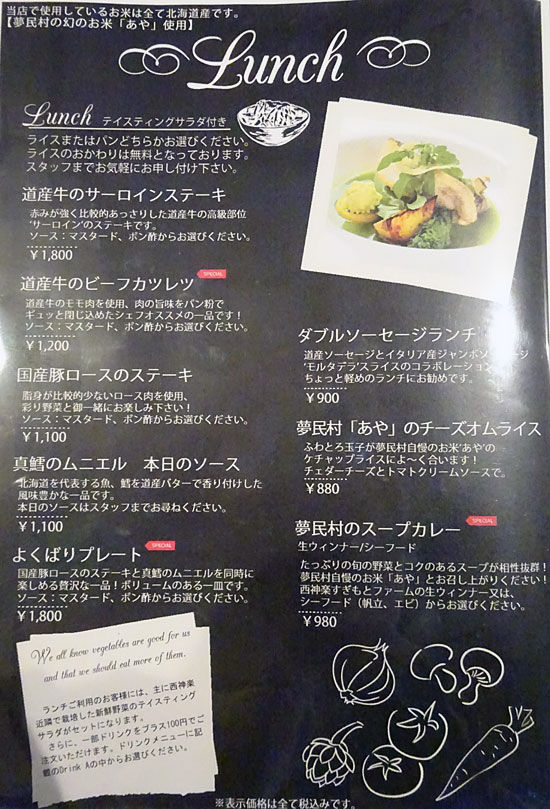 当店で使用しているお米は全て北海道産です。
【夢民村の幻のお米「あや」使用】
Lunch
Lunch テイスティングサラダ付き
ライスまたはパンどちらかお選びください。
ライスのおかわりは無料となっております。
スタッフまでお気軽にお申し付け下さい。
道産牛のサーロインステーキ
赤みが強く比較的あっさりした道産牛の高級部位
'サーロイン'のステーキです。
ソース：マスタード、ポン酢からお選びください。
￥1,800
道産牛のビーフカツレツ SPECIAL
道産牛のモモ肉を使用、肉の旨味をパン粉で
ギュッと閉じ込めたシェフオススメの一品です！
ソース：マスタード、ポン酢からお選びください。
￥1,200
国産豚ロースのステーキ
脂身が比較的少ないロース肉を使用、
彩り野菜と御一緒にお楽しみ下さい！
ソース：マスタード、ポン酢からお選びください。
￥1,100
真鱈のムニエル　本日のソース
北海道を代表する魚、鱈を道産バターで香り付けした
風味豊かな一品です。
本日のソースはスタッフまでお尋ねください。
￥1,100
よくばりプレート SPECIAL
国産豚ロースのステーキと真鱈のムニエルを同時に
楽しめる贅沢な一品！ボリュームのある一皿です。
ソース：マスタード、ポン酢からお選びください。
￥1,800
We all know vegetables are good for us
and that we should eat more of them.
ランチご利用のお客様には、主に西神楽
近隣で栽培した新鮮野菜のテイスティング
サラダがセットになります。
さらに、一部ドリンクをプラス100円でご
注文いただけます。ドリンクメニューに記
載のDrink Aの中からお選びください。
ダブルソーセージランチ
道産ソーセージとイタリア産ジャンボソーセージ
'モルタデラ'スライスのコラボレーション
ちょっと軽めのランチにお勧めです。
￥900
夢民村「あや」のチーズオムライス
ふわとろ玉子が夢民村自慢のお米'あや'の
ケチャップライスによ〜く合います！
チェダーチーズとトマトクリームソースで。
￥880
夢民村のスープカレー SPECIAL
生ウィンナー/シーフード
たっぷりの旬の野菜とコクのあるスープが相性抜群！
夢民村自慢のお米「あや」とお召し上がりください！
西神楽すぎもとファームの生ウィンナー又は、
シーフード（帆立、エビ）からお選びください。
￥980
※表示価格は全て税込みです。